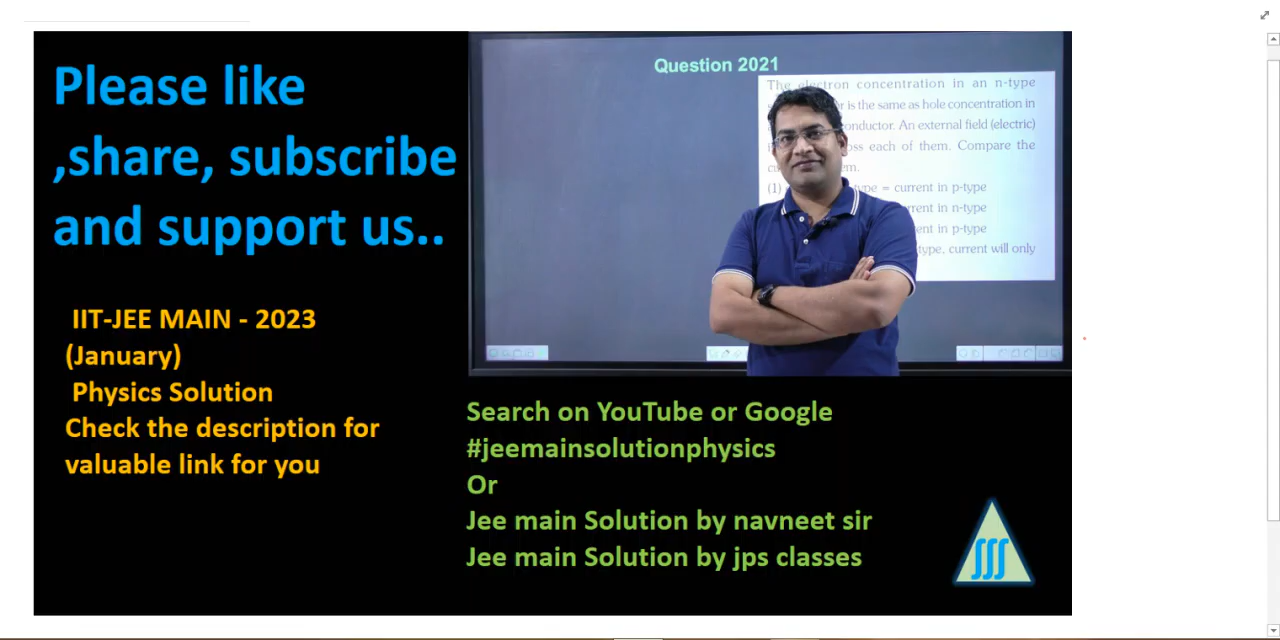 Please like
,share, subscribe
and support us..
IIT-JEE MAIN - 2023
(January)
Physics Solution
Check the description for
valuable link for you
Question 2021
The electron concentration in an n-type
is the same as hole concentration in
An external field (electric)
each of them. Compare the
(1)
= current in p-type
in n-type
in p-type
current will only
Search on YouTube or Google
#jeemainsolutionphysics
Or
Jee main Solution by navneet sir
Jee main Solution by jps classes
∫∫∫